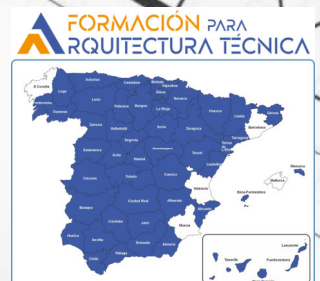 FORMACIÓN PARA
ARQUITECTURA TÉCNICA
A Coruña
Lugo
Asturias
Cantabria
Bizkaia
Gipuzkoa
Álava
Navarra
Pontevedra
Ourense
León
Palencia
Burgos
La Rioja
Huesca
Lleida
Girona
Barcelona
Zamora
Valladolid
Soria
Zaragoza
Tarragona
Segovia
Salamanca
Ávila
Madrid
Guadalajara
Teruel
Castellón
Menorca
Mallorca
Cáceres
Toledo
Cuenca
Valencia
Ibiza-Formentera
Badajoz
Ciudad Real
Albacete
Alicante
Córdoba
Jaén
Murcia
Huelva
Sevilla
Granada
Almería
Cádiz
Málaga
Lanzarote
Tenerife
Fuerteventura